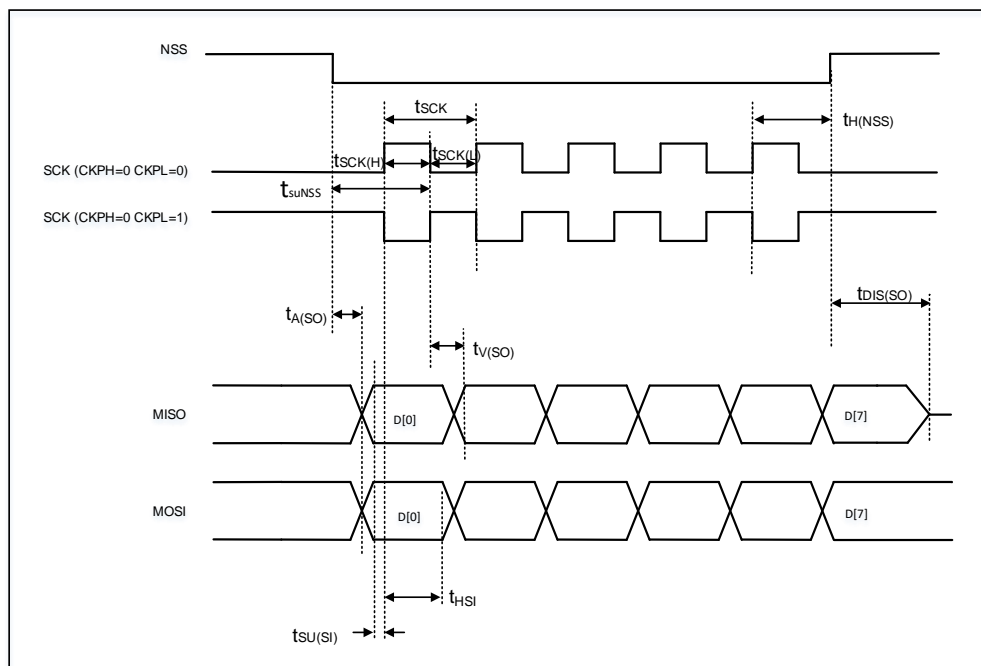 NSS
tSCK
tH(NSS)
tSCK(H)
tSCK(L)
SCK (CKPH=0 CKPL=0)
tsuNSS
SCK (CKPH=0 CKPL=1)
tDIS(SO)
tA(SO)
tV(SO)
MISO
D[0]
D[7]
MOSI
D[0]
D[7]
tHSI
tSU(SI)